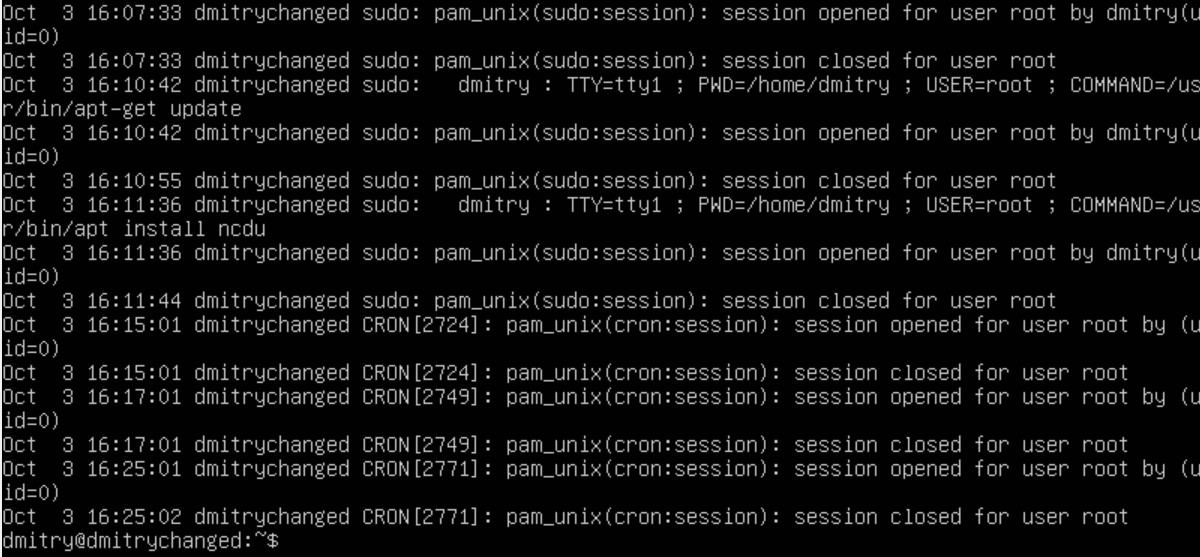 Oct  3 16:07:33 dmitrychanged sudo: pam_unix(sudo:session): session opened for user root by dmitry(u
id=0)
Oct  3 16:07:33 dmitrychanged sudo: pam_unix(sudo:session): session closed for user root
Oct  3 16:10:42 dmitrychanged sudo:   dmitry : TTY=tty1 ; PWD=/home/dmitry ; USER=root ; COMMAND=/us
r/bin/apt-get update
Oct  3 16:10:42 dmitrychanged sudo: pam_unix(sudo:session): session opened for user root by dmitry(u
id=0)
Oct  3 16:10:55 dmitrychanged sudo: pam_unix(sudo:session): session closed for user root
Oct  3 16:11:36 dmitrychanged sudo:   dmitry : TTY=tty1 ; PWD=/home/dmitry ; USER=root ; COMMAND=/us
r/bin/apt install ncdu
Oct  3 16:11:36 dmitrychanged sudo: pam_unix(sudo:session): session opened for user root by dmitry(u
id=0)
Oct  3 16:11:44 dmitrychanged sudo: pam_unix(sudo:session): session closed for user root
Oct  3 16:15:01 dmitrychanged CRON[2724]: pam_unix(cron:session): session opened for user root by (u
id=0)
Oct  3 16:15:01 dmitrychanged CRON[2724]: pam_unix(cron:session): session closed for user root
Oct  3 16:17:01 dmitrychanged CRON[2749]: pam_unix(cron:session): session opened for user root by (u
id=0)
Oct  3 16:17:01 dmitrychanged CRON[2749]: pam_unix(cron:session): session closed for user root
Oct  3 16:25:01 dmitrychanged CRON[2771]: pam_unix(cron:session): session opened for user root by (u
id=0)
Oct  3 16:25:02 dmitrychanged CRON[2771]: pam_unix(cron:session): session closed for user root
dmitry@dmitrychanged:~$